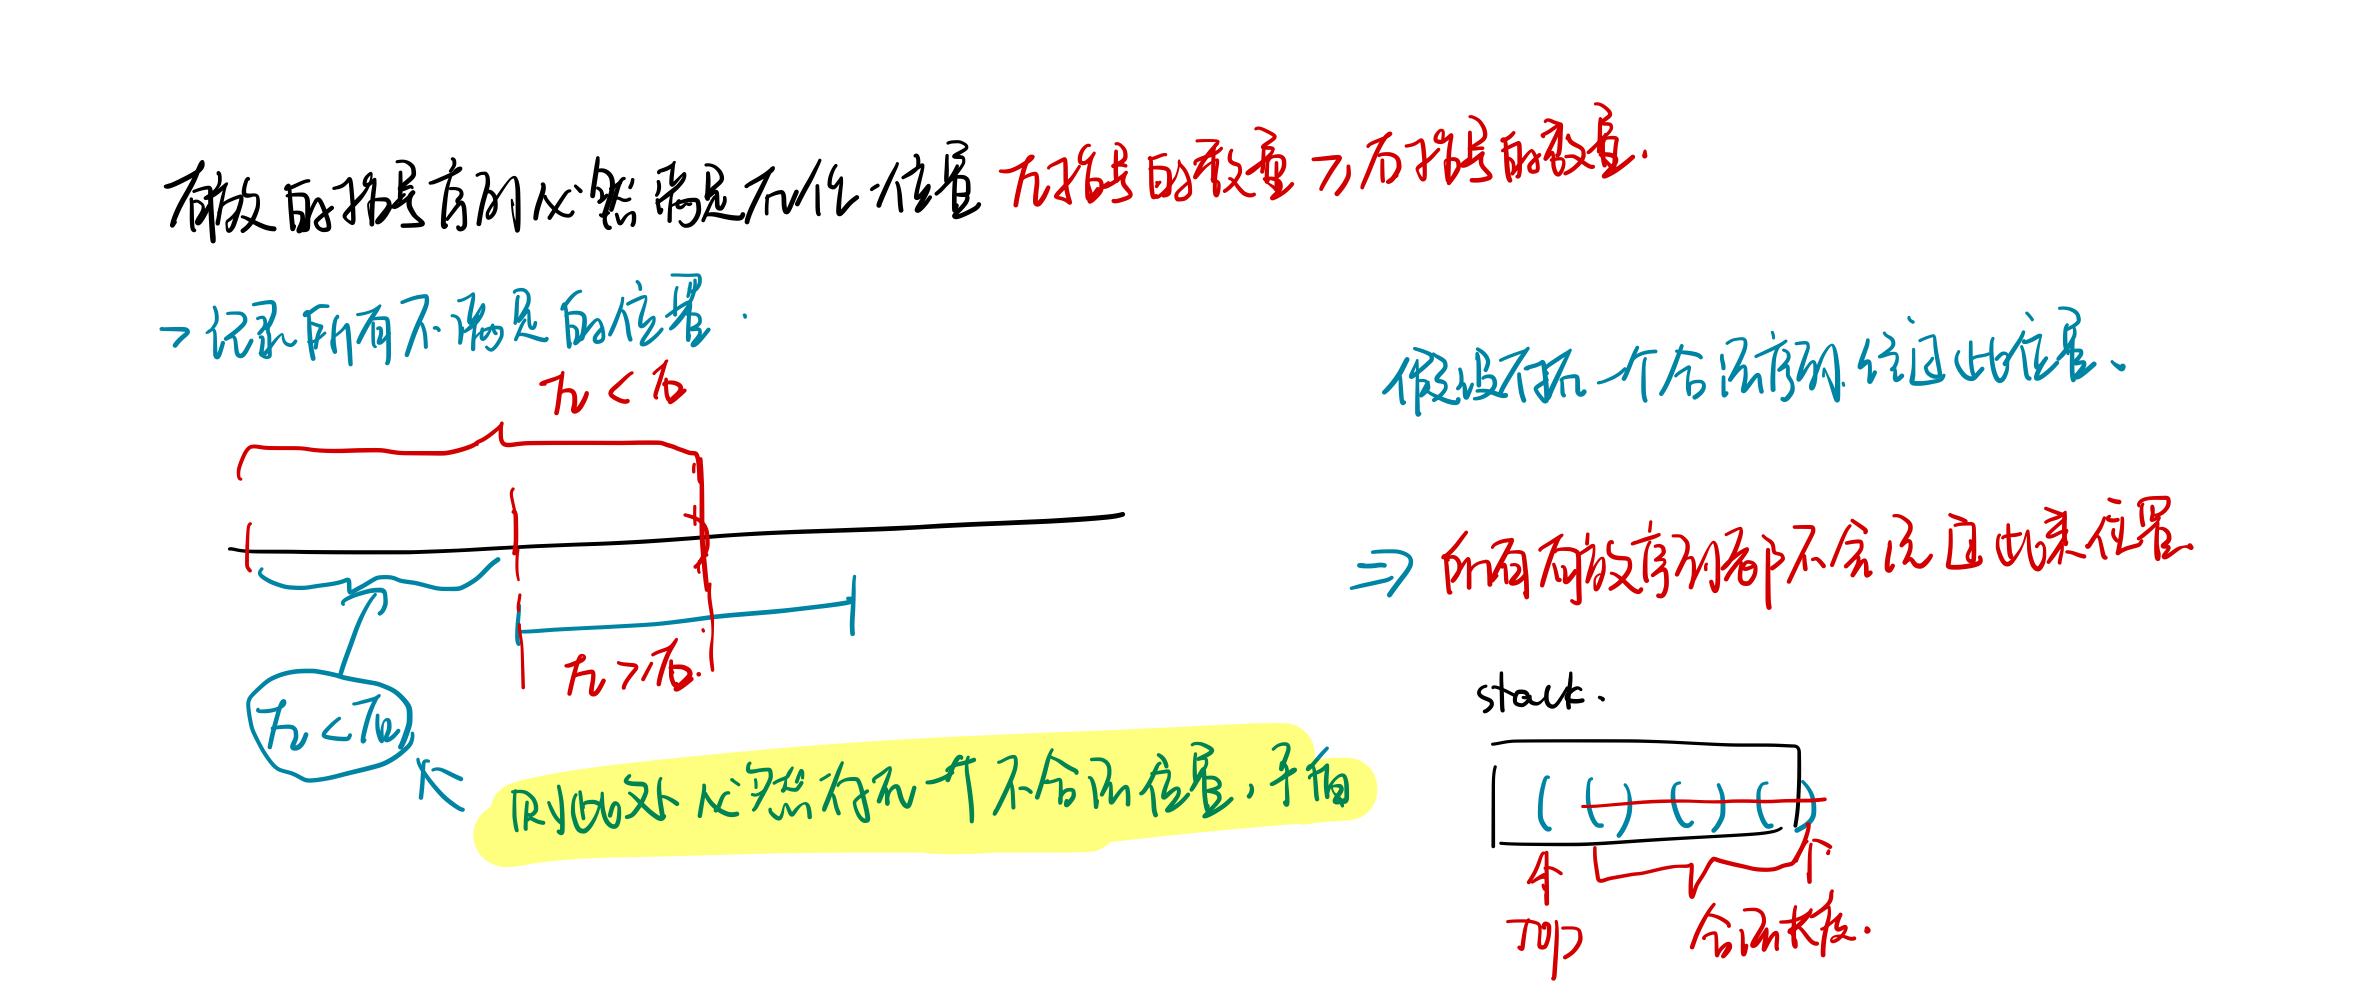 有效的括号序列必然满足在任一位置 左括号的数量 ≥ 右括号的数量.
→ 记录所有不满足的位置.
左 < 右
假设存在一个合法序列经过此位置、
⇒ 所有有效序列都不会经过此类位置
左 ≥ 右.
左 < 右
则此处必然存在一个不合法位置,矛盾
stack.
( ( ) ( ) ( )
TOP
合法长度.